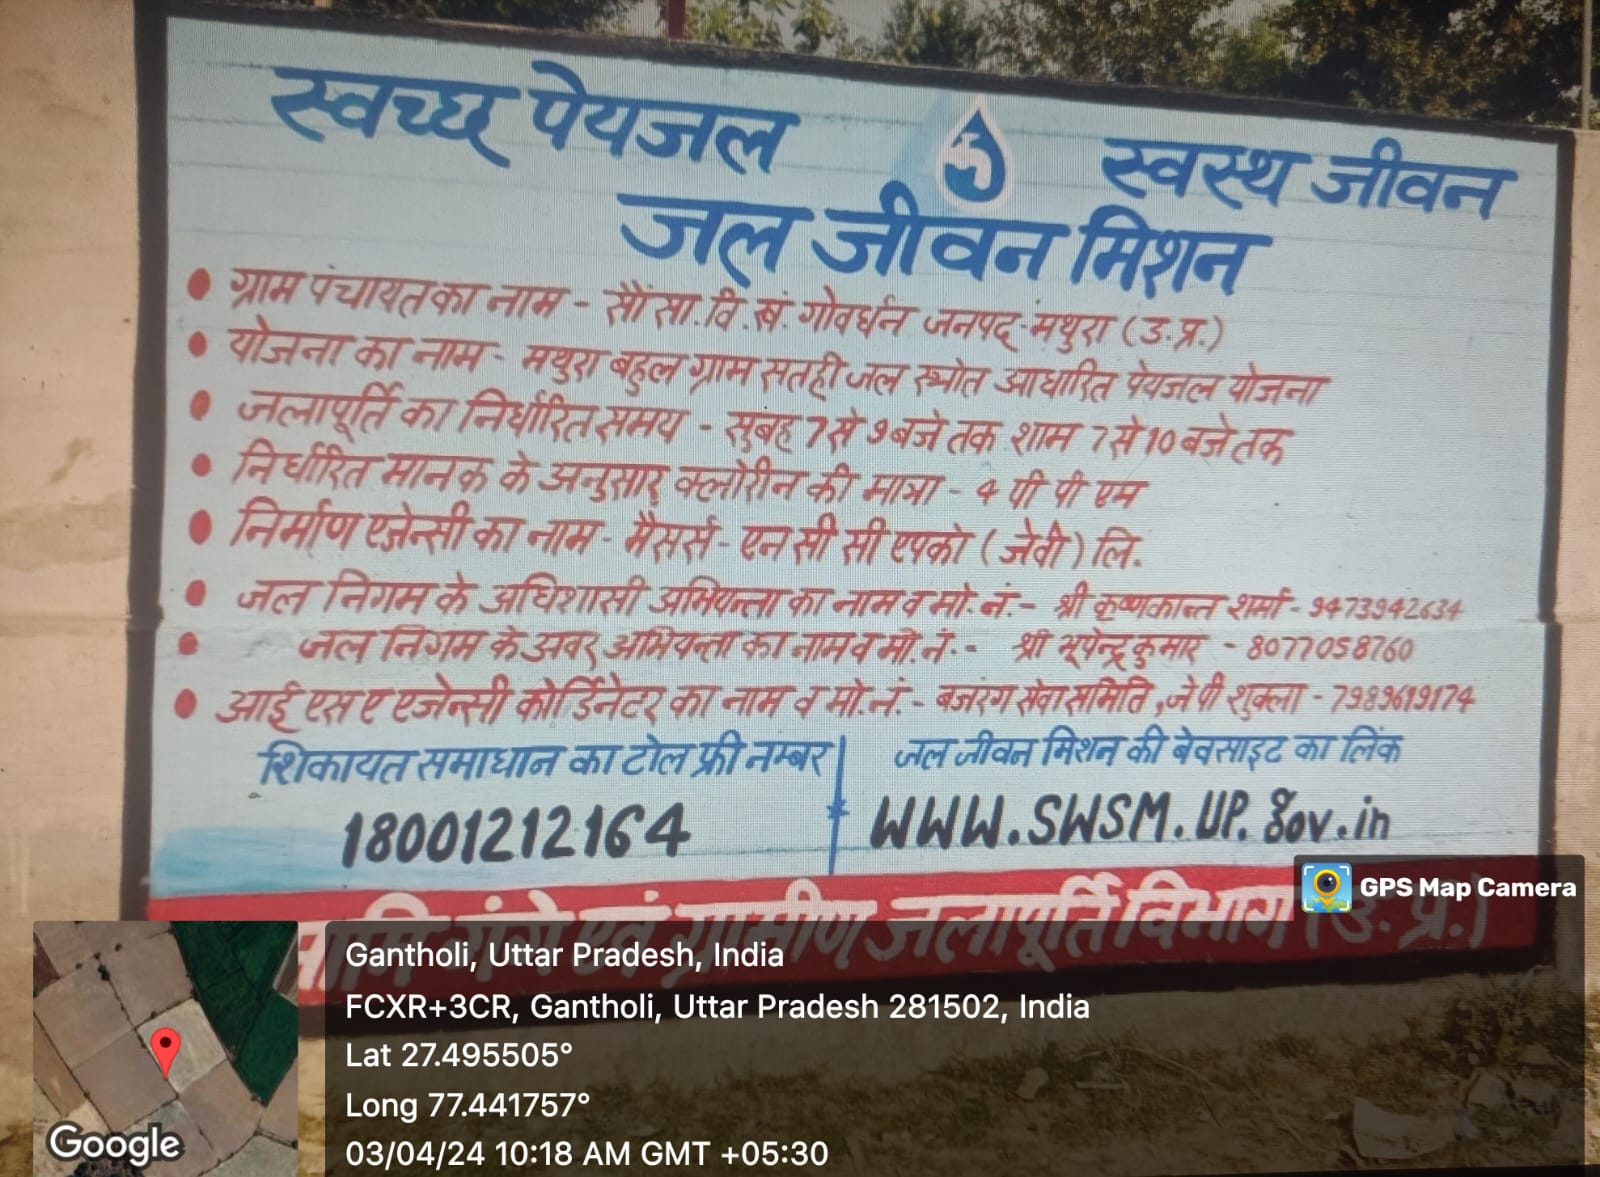 स्वच्छ पेयजल स्वस्थ जीवन
जल जीवन मिशन
• ग्राम पंचायत का नाम - सौंसा. वि. खं. गोवर्धन जनपद-मथुरा (उ.प्र.)
• योजना का नाम - मथुरा बहुल ग्राम सतही जल स्त्रोत आधारित पेयजल योजना
• जलापूर्ति का निर्धारित समय - सुबह 7 से 9 बजे तक शाम 7 से 10 बजे तक
• निर्धारित मानक के अनुसार क्लोरीन की मात्रा - 4 पी पी एम
• निर्माण एजेन्सी का नाम - मैसर्स - एन सी सी एपको (जेवी) लि.
• जल निगम के अधिशासी अभियन्ता का नाम व मो. नं. - श्री कृष्णकान्त शर्मा - 9473942634
• जल निगम के अवर अभियन्ता का नाम व मो. नं. - श्री भूपेन्द्र कुमार - 8077058760
• आई एस ए एजेन्सी कोर्डिनेटर का नाम व मो. नं. - बजरंग सेवा समिति, जे पी शुक्ला - 7989619174
शिकायत समाधान का टोल फ्री नम्बर
18001212164
जल जीवन मिशन की बेवसाइट का लिंक
WWW.SWSM.UP.gov.in
नमामि गंगे एवं ग्रामीण जलापूर्ति विभाग (उ.प्र.)
GPS Map Camera
Gantholi, Uttar Pradesh, India
FCXR+3CR, Gantholi, Uttar Pradesh 281502, India
Lat 27.495505°
Long 77.441757°
03/04/24 10:18 AM GMT +05:30
Google